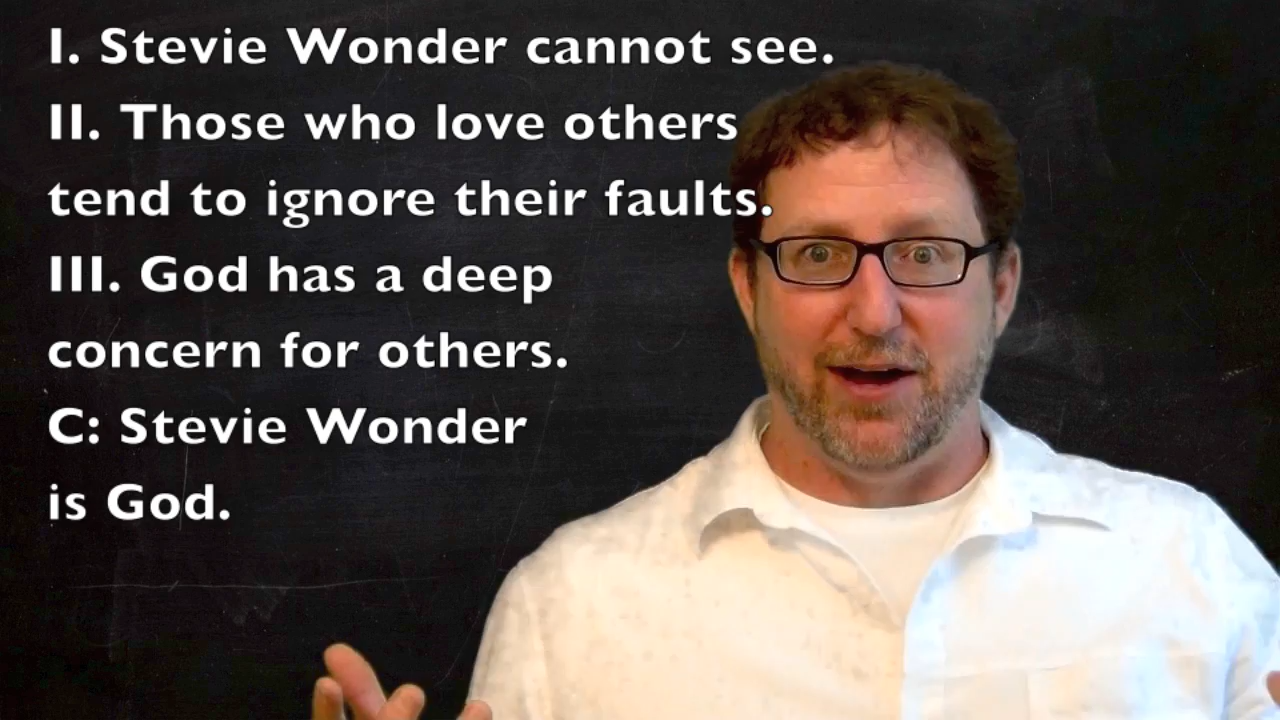 I. Stevie Wonder cannot see.
II. Those who love others
tend to ignore their faults.
III. God has a deep
concern for others.
C: Stevie Wonder
is God.